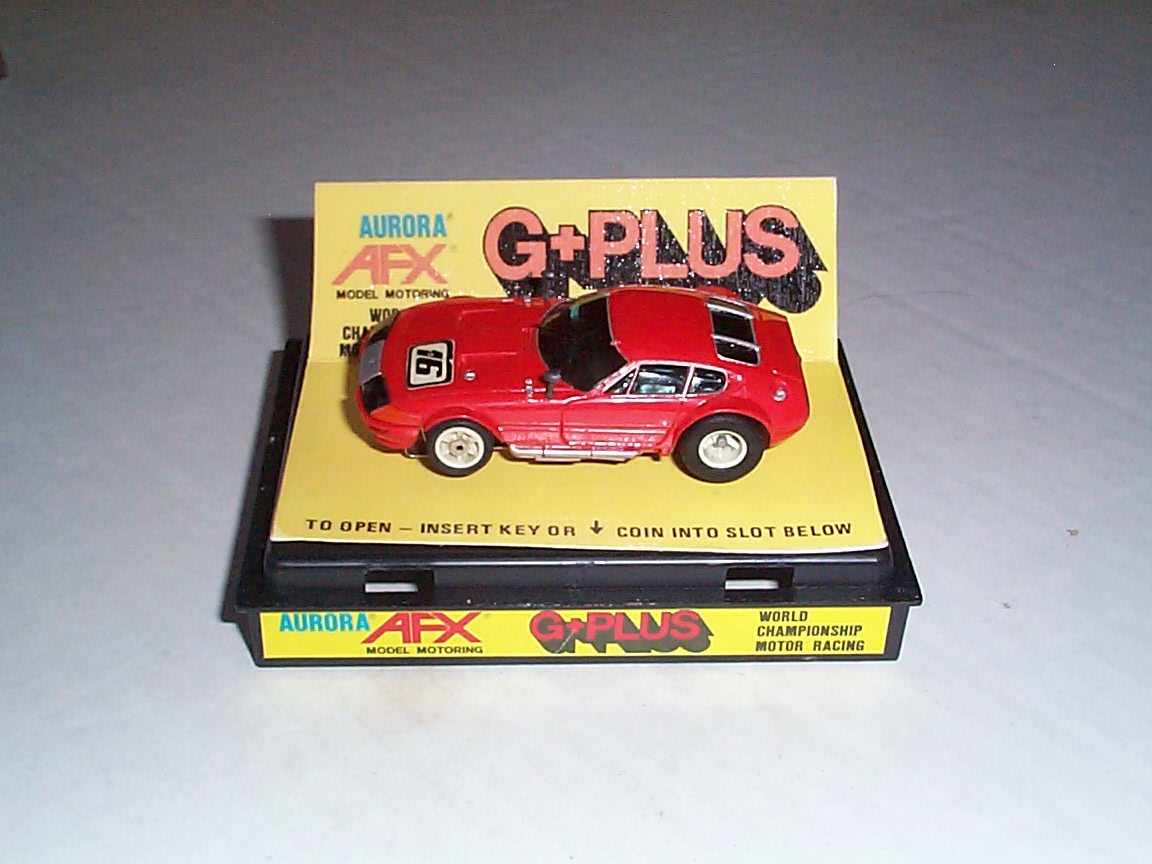 AURORA
AFX
MODEL MOTORING
G+PLUS
16
TO OPEN – INSERT KEY OR ↓ COIN INTO SLOT BELOW
AURORA AFX
MODEL MOTORING
G+PLUS
WORLD
CHAMPIONSHIP
MOTOR RACING